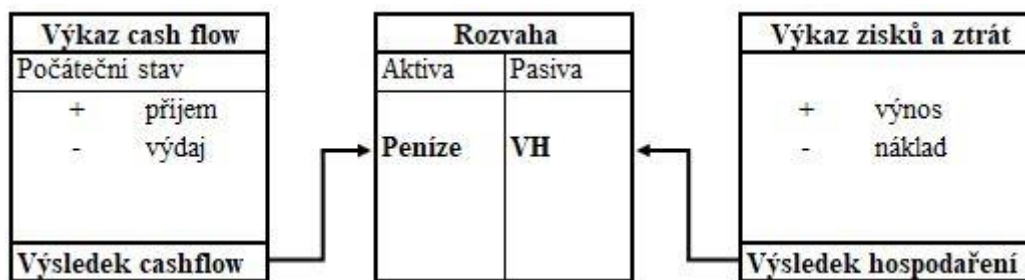 Výkaz cash flow
Počáteční stav
+ příjem
- výdaj
Výsledek cashflow
Rozvaha
Aktiva Pasiva
Peníze VH
Výkaz zisků a ztrát
+ výnos
- náklad
Výsledek hospodaření